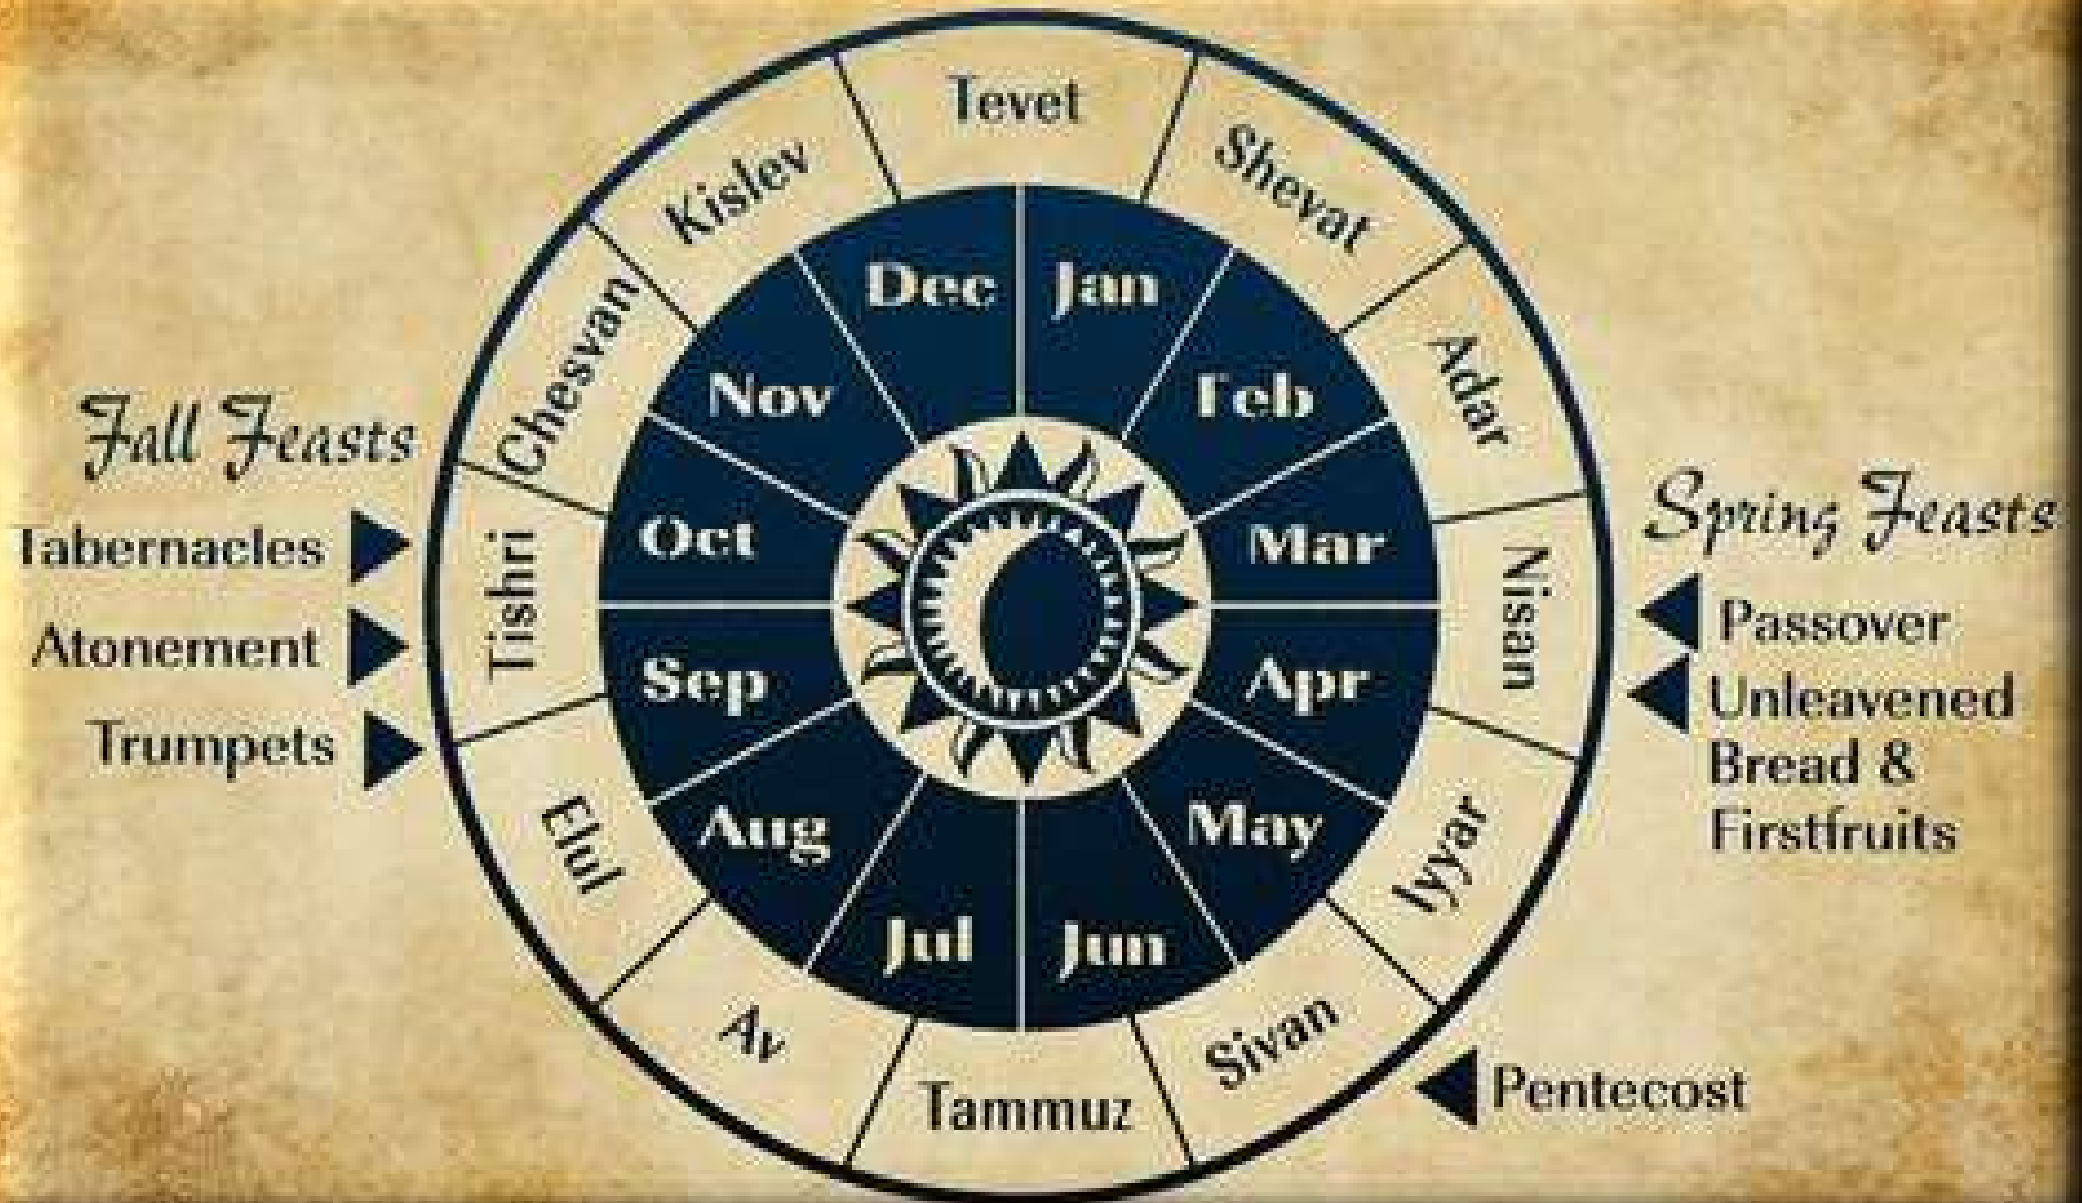 Tevet
Shevat
Adar
Nisan
Iyyar
Sivan
Tammuz
Av
Elul
Tishri
Chesvan
Kislev
Jan
Feb
Mar
Apr
May
Jun
Jul
Aug
Sep
Oct
Nov
Dec
Fall Feasts
Tabernacles
Atonement
Trumpets
Spring Feasts
Passover
Unleavened
Bread &
Firstfruits
Pentecost